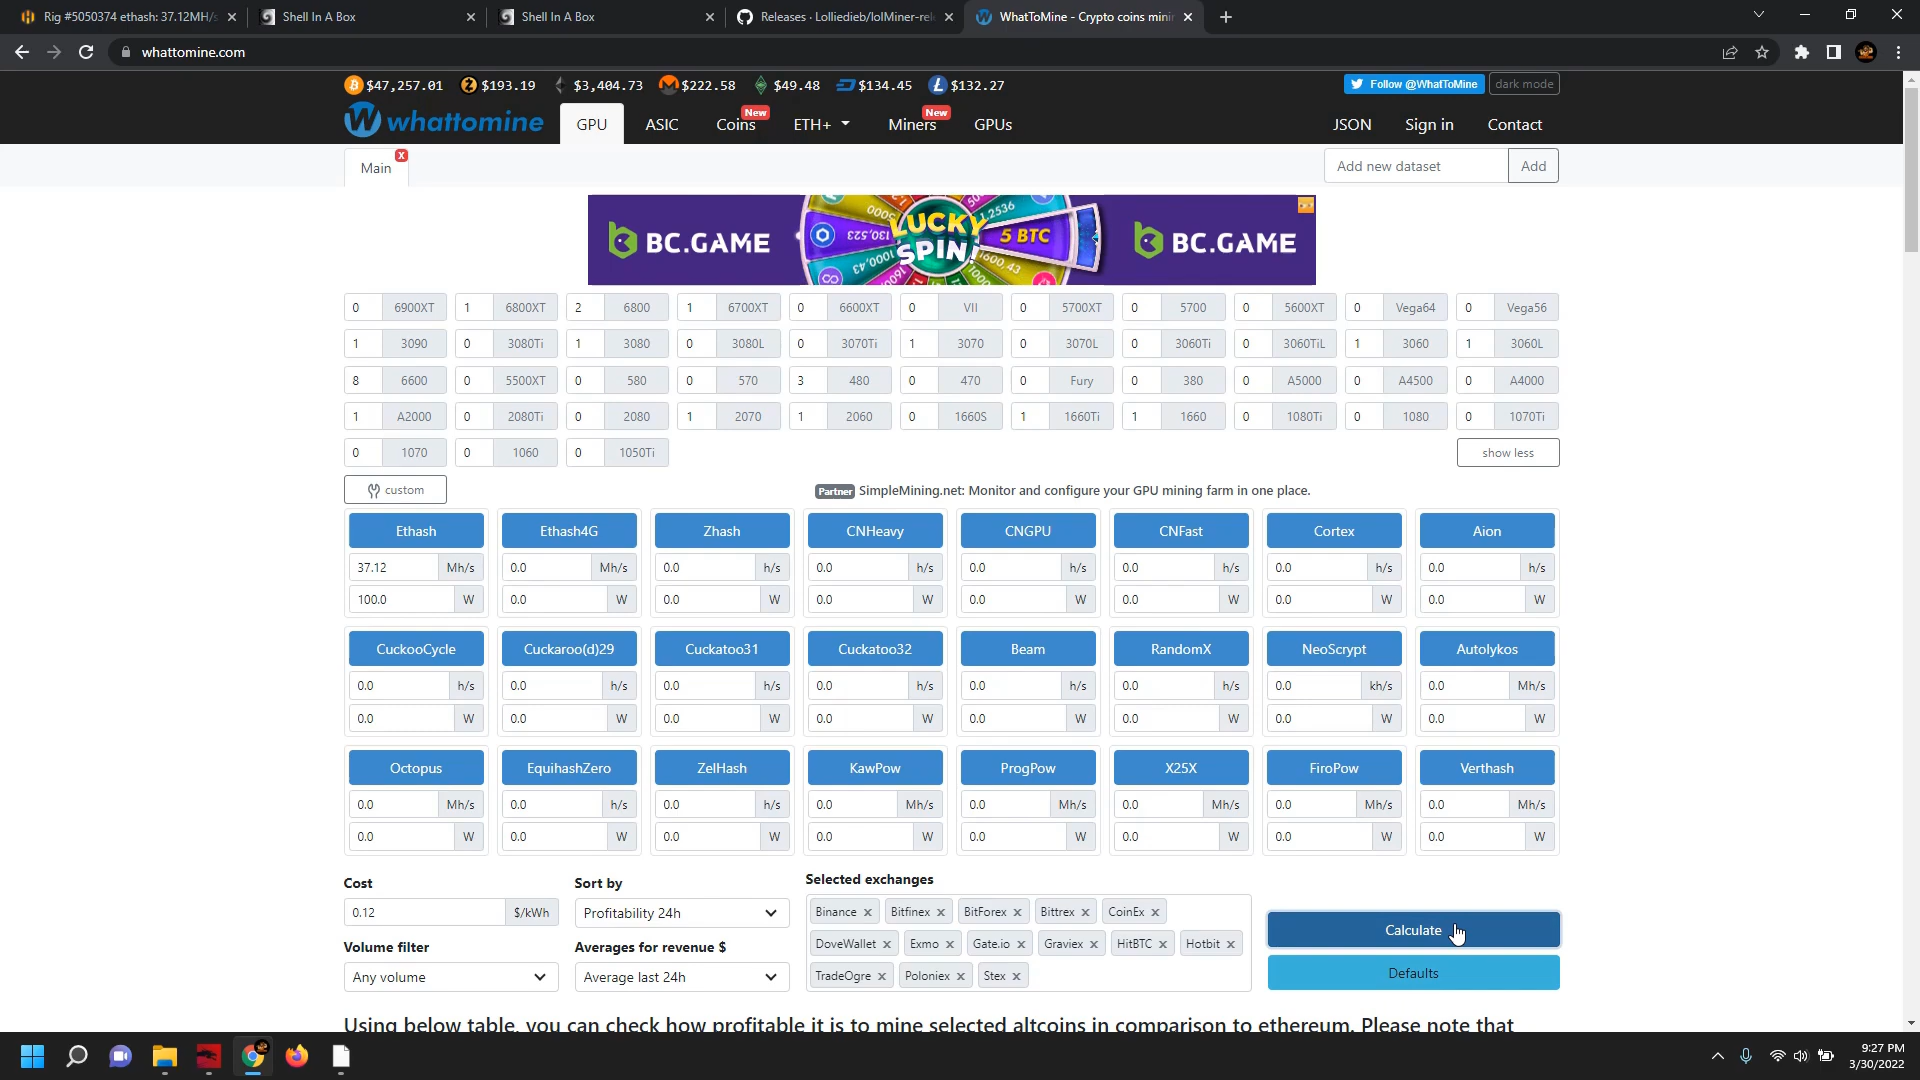 Rig #5050374 ethash: 37.12MH/s
Shell In A Box
Shell In A Box
Releases · Lolliedieb/lolMiner-rele
WhatToMine - Crypto coins mini
whattomine.com
$47,257.01 $193.19 $3,404.73 $222.58 $49.48 $134.45 $132.27
Follow @WhatToMine
dark mode
whattomine
GPU ASIC Coins New ETH+ Miners New GPUs
JSON Sign in Contact
Main x
Add new dataset Add
BC.GAME LUCKY SPIN! 5 BTC BC.GAME
0 6900XT 1 6800XT 2 6800 1 6700XT 0 6600XT 0 VII 0 5700XT 0 5700 0 5600XT 0 Vega64 0 Vega56
1 3090 0 3080Ti 1 3080 0 3080L 0 3070Ti 1 3070 0 3070L 0 3060Ti 0 3060TiL 1 3060 1 3060L
8 6600 0 5500XT 0 580 0 570 3 480 0 470 0 Fury 0 380 0 A5000 0 A4500 0 A4000
1 A2000 0 2080Ti 0 2080 1 2070 1 2060 0 1660S 1 1660Ti 1 1660 0 1080Ti 0 1080 0 1070Ti
0 1070 0 1060 0 1050Ti show less
custom
Partner SimpleMining.net: Monitor and configure your GPU mining farm in one place.
Ethash Ethash4G Zhash CNHeavy CNGPU CNFast Cortex Aion
37.12 Mh/s 0.0 Mh/s 0.0 h/s 0.0 h/s 0.0 h/s 0.0 h/s 0.0 h/s 0.0 h/s
100.0 W 0.0 W 0.0 W 0.0 W 0.0 W 0.0 W 0.0 W 0.0 W
CuckooCycle Cuckaroo(d)29 Cuckatoo31 Cuckatoo32 Beam RandomX NeoScrypt Autolykos
0.0 h/s 0.0 h/s 0.0 h/s 0.0 h/s 0.0 h/s 0.0 h/s 0.0 kh/s 0.0 Mh/s
0.0 W 0.0 W 0.0 W 0.0 W 0.0 W 0.0 W 0.0 W 0.0 W
Octopus EquihashZero ZelHash KawPow ProgPow X25X FiroPow Verthash
0.0 Mh/s 0.0 h/s 0.0 h/s 0.0 Mh/s 0.0 Mh/s 0.0 Mh/s 0.0 Mh/s 0.0 Mh/s
0.0 W 0.0 W 0.0 W 0.0 W 0.0 W 0.0 W 0.0 W 0.0 W
Cost
0.12 $/kWh
Volume filter
Any volume
Sort by
Profitability 24h
Averages for revenue $
Average last 24h
Selected exchanges
Binance × Bitfinex × BitForex × Bittrex × CoinEx ×
DoveWallet × Exmo × Gate.io × Graviex × HitBTC × Hotbit ×
TradeOgre × Poloniex × Stex ×
Calculate
Defaults
Using below table, you can check how profitable it is to mine selected altcoins in comparison to ethereum. Please note that
9:27 PM
3/30/2022